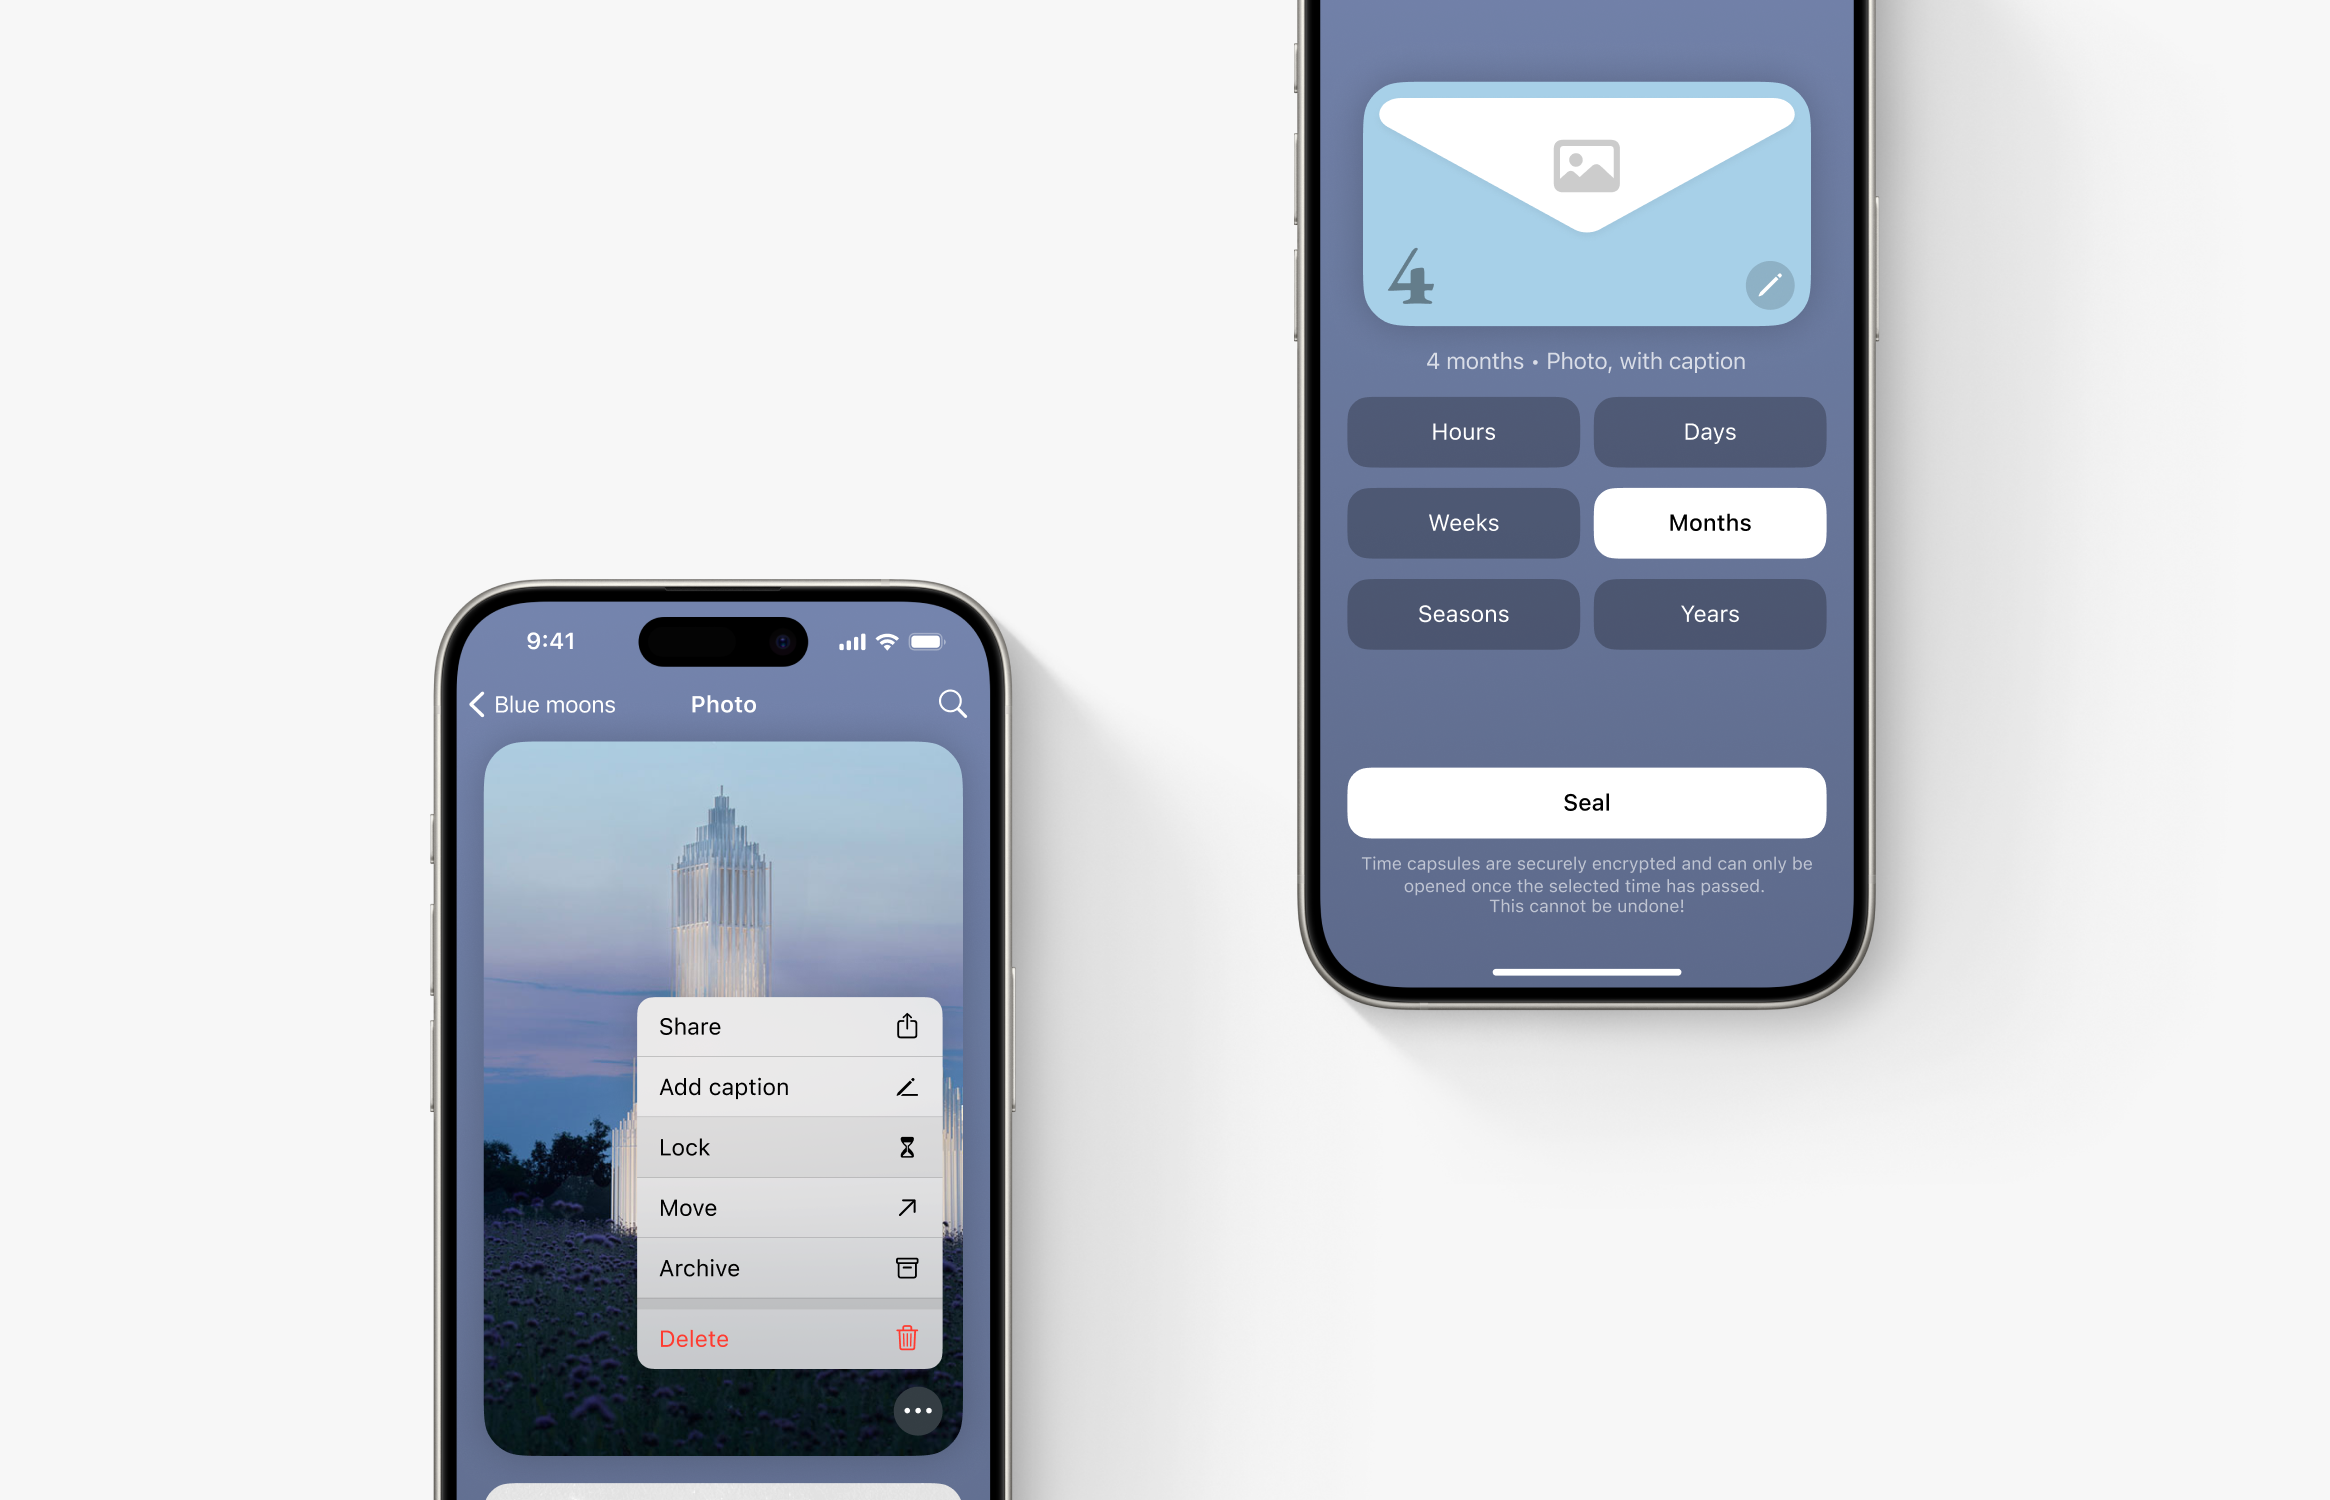 9:41
Blue moons
Photo
Share
Add caption
Lock
Move
Archive
Delete
4
4 months • Photo, with caption
Hours
Days
Weeks
Months
Seasons
Years
Seal
Time capsules are securely encrypted and can only be
opened once the selected time has passed.
This cannot be undone!